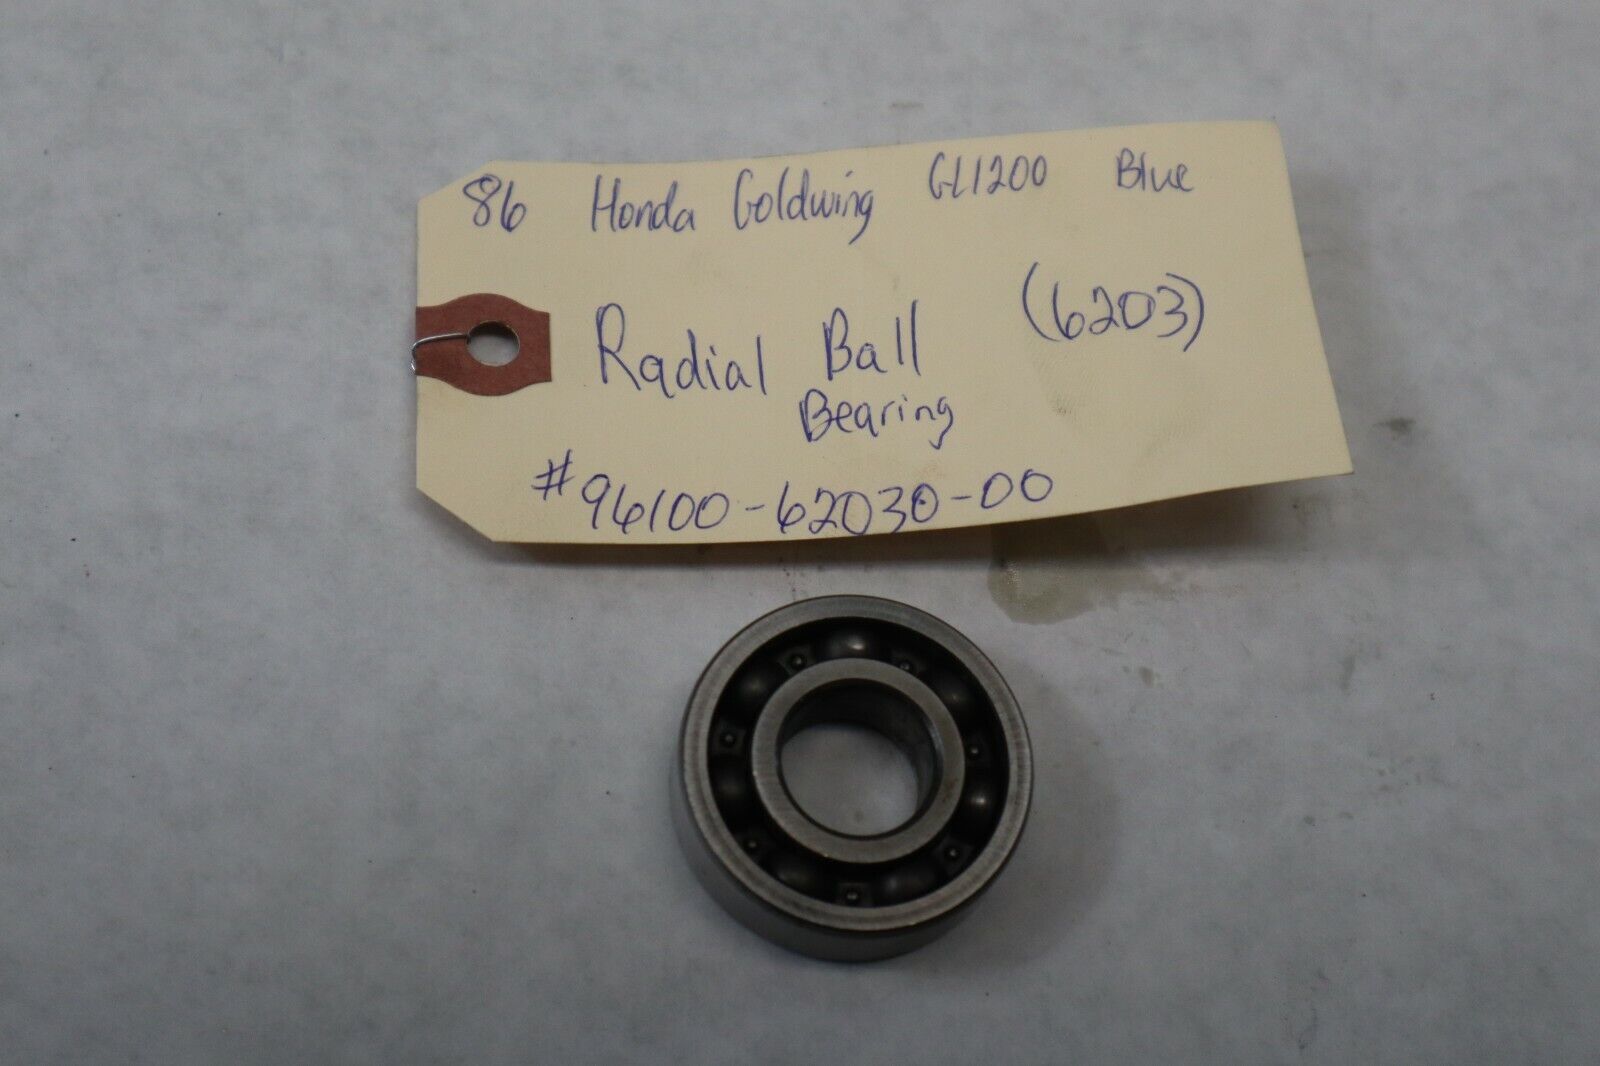 86 Honda Goldwing GL1200 Blue
Radial Ball (6203)
Bearing
#96100-62030-00